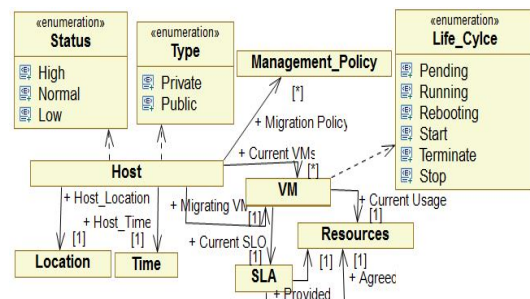 «enumeration»
Status
High
Normal
Low
«enumeration»
Type
Private
Public
Management_Policy
[*]
«enumeration»
Life_Cylce
Pending
Running
Rebooting
Start
Terminate
Stop
+ Migration Policy
Host
+ Current VMs
[*]
VM
+ Host_Location
[1]
+ Host_Time
[1]
+ Migrating VM
[1]
+ Current Usage
[1]
+ Current SLO
[1]
Location
Time
Resources
SLA
[1]
[1]
+ Provided
+ Agreed